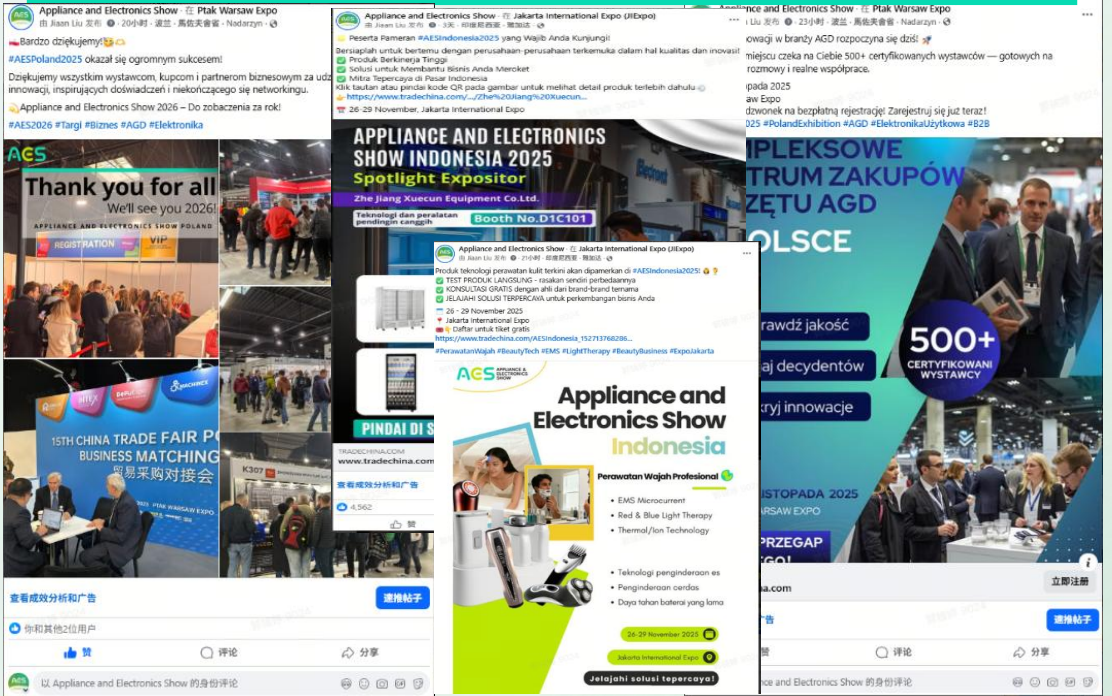 Appliance and Electronics Show · 在 Ptak Warsaw Expo
由 Jiaan Liu 发布 · 20小时 · 波兰 · 馬佐夫舍省 · Nadarzyn ·
Bardzo dziękujemy!
#AESPoland2025 okazał się ogromnym sukcesem!
Dziękujemy wszystkim wystawcom, kupcom i partnerom biznesowym za udz
innowacji, inspirujących doświadczeń i niekończącego się networkingu.
Appliance and Electronics Show 2026 – Do zobaczenia za rok!
#AES2026 #Targi #Biznes #AGD #Elektronika
AES
Thank you for all
We'll see you 2026!
APPLIANCE AND ELECTRONICS SHOW POLAND
REGISTRATION
VIP
MACHINEX
15TH CHINA TRADE FAIR PO
BUSINESS MATCHING
贸易采购对接会
PTAK WARSAW EXPO
K307
查看成效分析和广告
速推帖子
你和其他2位用户
赞
评论
分享
以 Appliance and Electronics Show 的身份评论
Appliance and Electronics Show · 在 Jakarta International Expo (JIExpo)
由 Jiaan Liu 发布 · 3天 · 印度尼西亚 · 雅加达 ·
Peserta Pameran #AESIndonesia2025 yang Wajib Anda Kunjungi!
Bersiaplah untuk bertemu dengan perusahaan-perusahaan terkemuka dalam hal kualitas dan inovasi!
Produk Berkinerja Tinggi
Solusi untuk Membantu Bisnis Anda Meroket
Mitra Tepercaya di Pasar Indonesia
Klik tautan atau pindai kode QR pada gambar untuk melihat detail produk terlebih dahulu
https://www.tradechina.com/.../Zhe%20Jiang%20Xuecun...
26-29 November, Jakarta International Expo
APPLIANCE AND ELECTRONICS
SHOW INDONESIA 2025
Spotlight Expositor
Zhe Jiang Xuecun Equipment Co.Ltd.
Teknologi dan peralatan
pendingin canggih
Booth No.D1C101
PINDAI DI S
TRADECHINA.COM
www.tradechina.com
查看成效分析和广告
4,562
赞
Appliance and Electronics Show · 在 Jakarta International Expo (JIExpo)
由 Jiaan Liu 发布 · 21小时 · 印度尼西亚 · 雅加达 ·
Produk teknologi perawatan kulit terkini akan dipamerkan di #AESIndonesia2025!
TEST PRODUK LANGSUNG - rasakan sendiri perbedaannya
KONSULTASI GRATIS dengan ahli dari brand-brand ternama
JELAJAHI SOLUSI TERPERCAYA untuk perkembangan bisnis Anda
26 - 29 November 2025
Jakarta International Expo
Daftar untuk tiket gratis
https://www.tradechina.com/AESIndonesia_152713768286...
#PerawatanWajah #BeautyTech #EMS #LightTherapy #BeautyBusiness #ExpoJakarta
AES APPLIANCE & ELECTRONICS SHOW
Appliance and
Electronics Show
Indonesia
Perawatan Wajah Profesional
EMS Microcurrent
Red & Blue Light Therapy
Thermal/Ion Technology
Teknologi penginderaan es
Penginderaan cerdas
Daya tahan baterai yang lama
26-29 November 2025
Jakarta International Expo
Jelajahi solusi tepercaya!
Appliance and Electronics Show · 在 Ptak Warsaw Expo
Liu 发布 · 23小时 · 波兰 · 馬佐夫舍省 · Nadarzyn ·
nowacji w branży AGD rozpoczyna się dziś!
miejscu czeka na Ciebie 500+ certyfikowanych wystawców — gotowych na
rozmowy i realne współprace.
opada 2025
saw Expo
dzwonek na bezpłatną rejestrację! Zarejestruj się już teraz!
025 #PolandExhibition #AGD #ElektronikaUżytkowa #B2B
MPLEKSOWE
TRUM ZAKUPÓW
ZĘTU AGD
OLSCE
rawdź jakość
aj decydentów
kryj innowacje
500+
CERTYFIKOWANI
WYSTAWCY
ISTOPADA 2025
ARSAW EXPO
PRZEGAP
GO!
a.com
立即注册
广告
速推帖子
赞
评论
分享
ce and Electronics Show 的身份评论